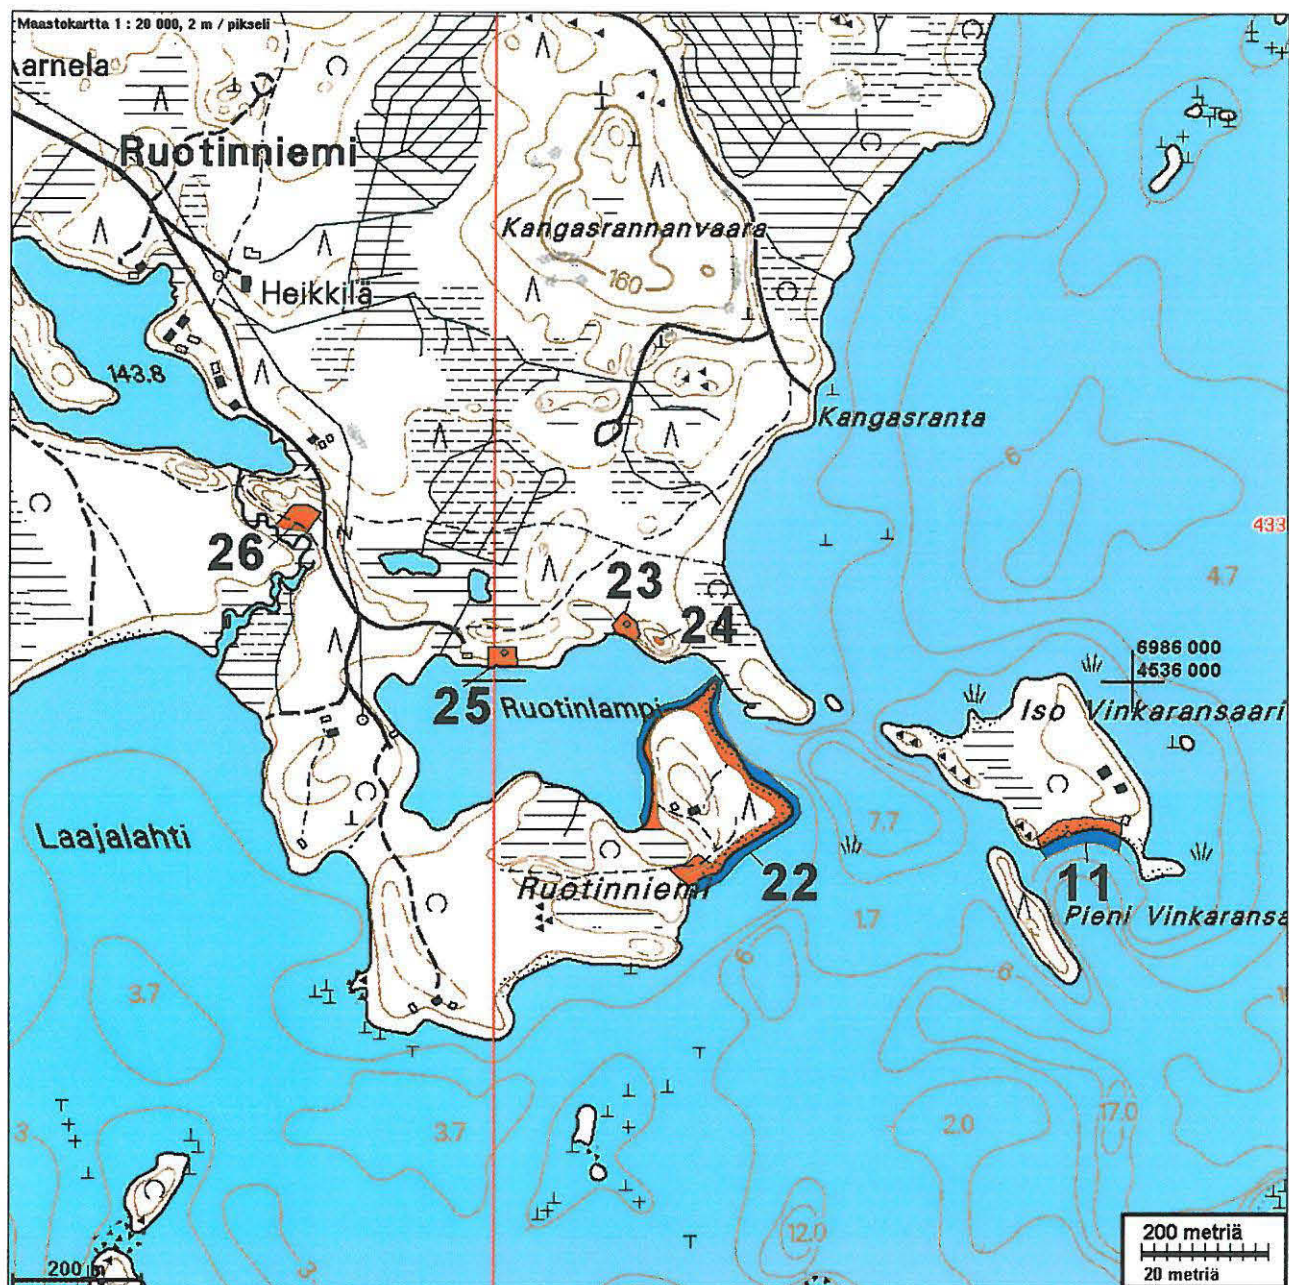 Maastokartta 1 : 20 000, 2 m / pikseli
arnela
Ruotinniemi
Kangasrannanvaara
160
Heikkilä
143.8
Kangasranta
6
433
4.7
26
23
24
6986 000
4536 000
25
Ruotinlampi
Iso Vinkaransaari
Laajalahti
7.7
22
11
Ruotinniemi
Pieni Vinkaransa
1.7
6
6
3.7
3.7
2.0
17.0
3.
12.0
3
200 m
200 metriä
20 metriä